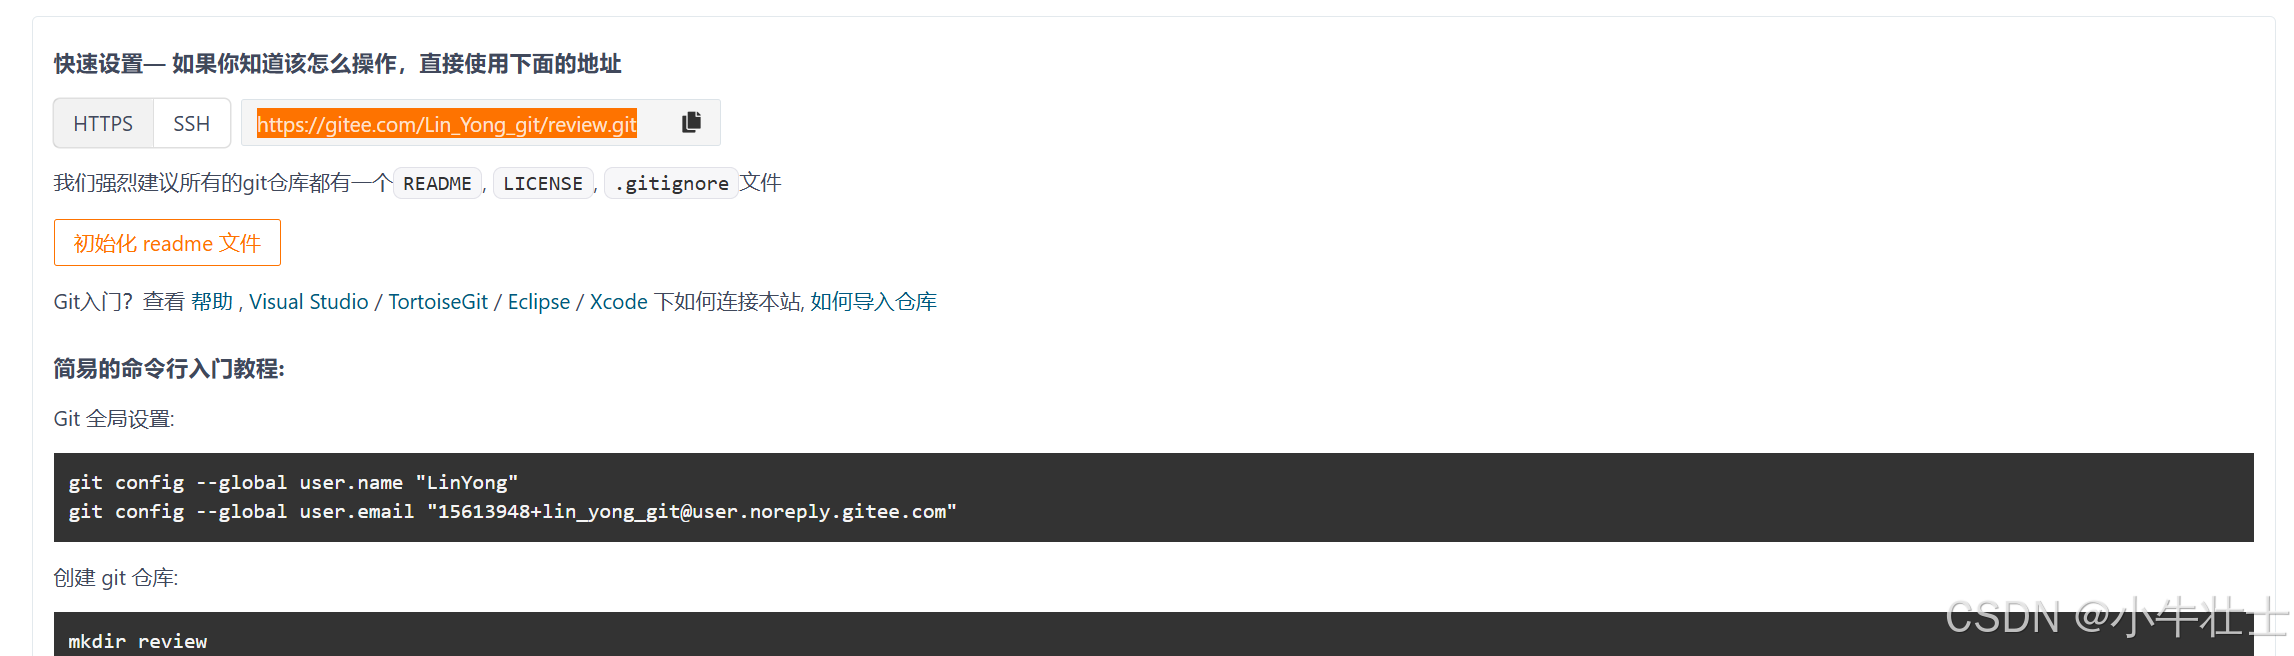 快速设置— 如果你知道该怎么操作，直接使用下面的地址
HTTPS SSH https://gitee.com/Lin_Yong_git/review.git
我们强烈建议所有的git仓库都有一个 README , LICENSE , .gitignore 文件
初始化 readme 文件
Git入门？查看 帮助 , Visual Studio / TortoiseGit / Eclipse / Xcode 下如何连接本站, 如何导入仓库
简易的命令行入门教程:
Git 全局设置:
git config --global user.name "LinYong"
git config --global user.email "15613948+lin_yong_git@user.noreply.gitee.com"
创建 git 仓库:
mkdir review
CSDN @小牛壮士